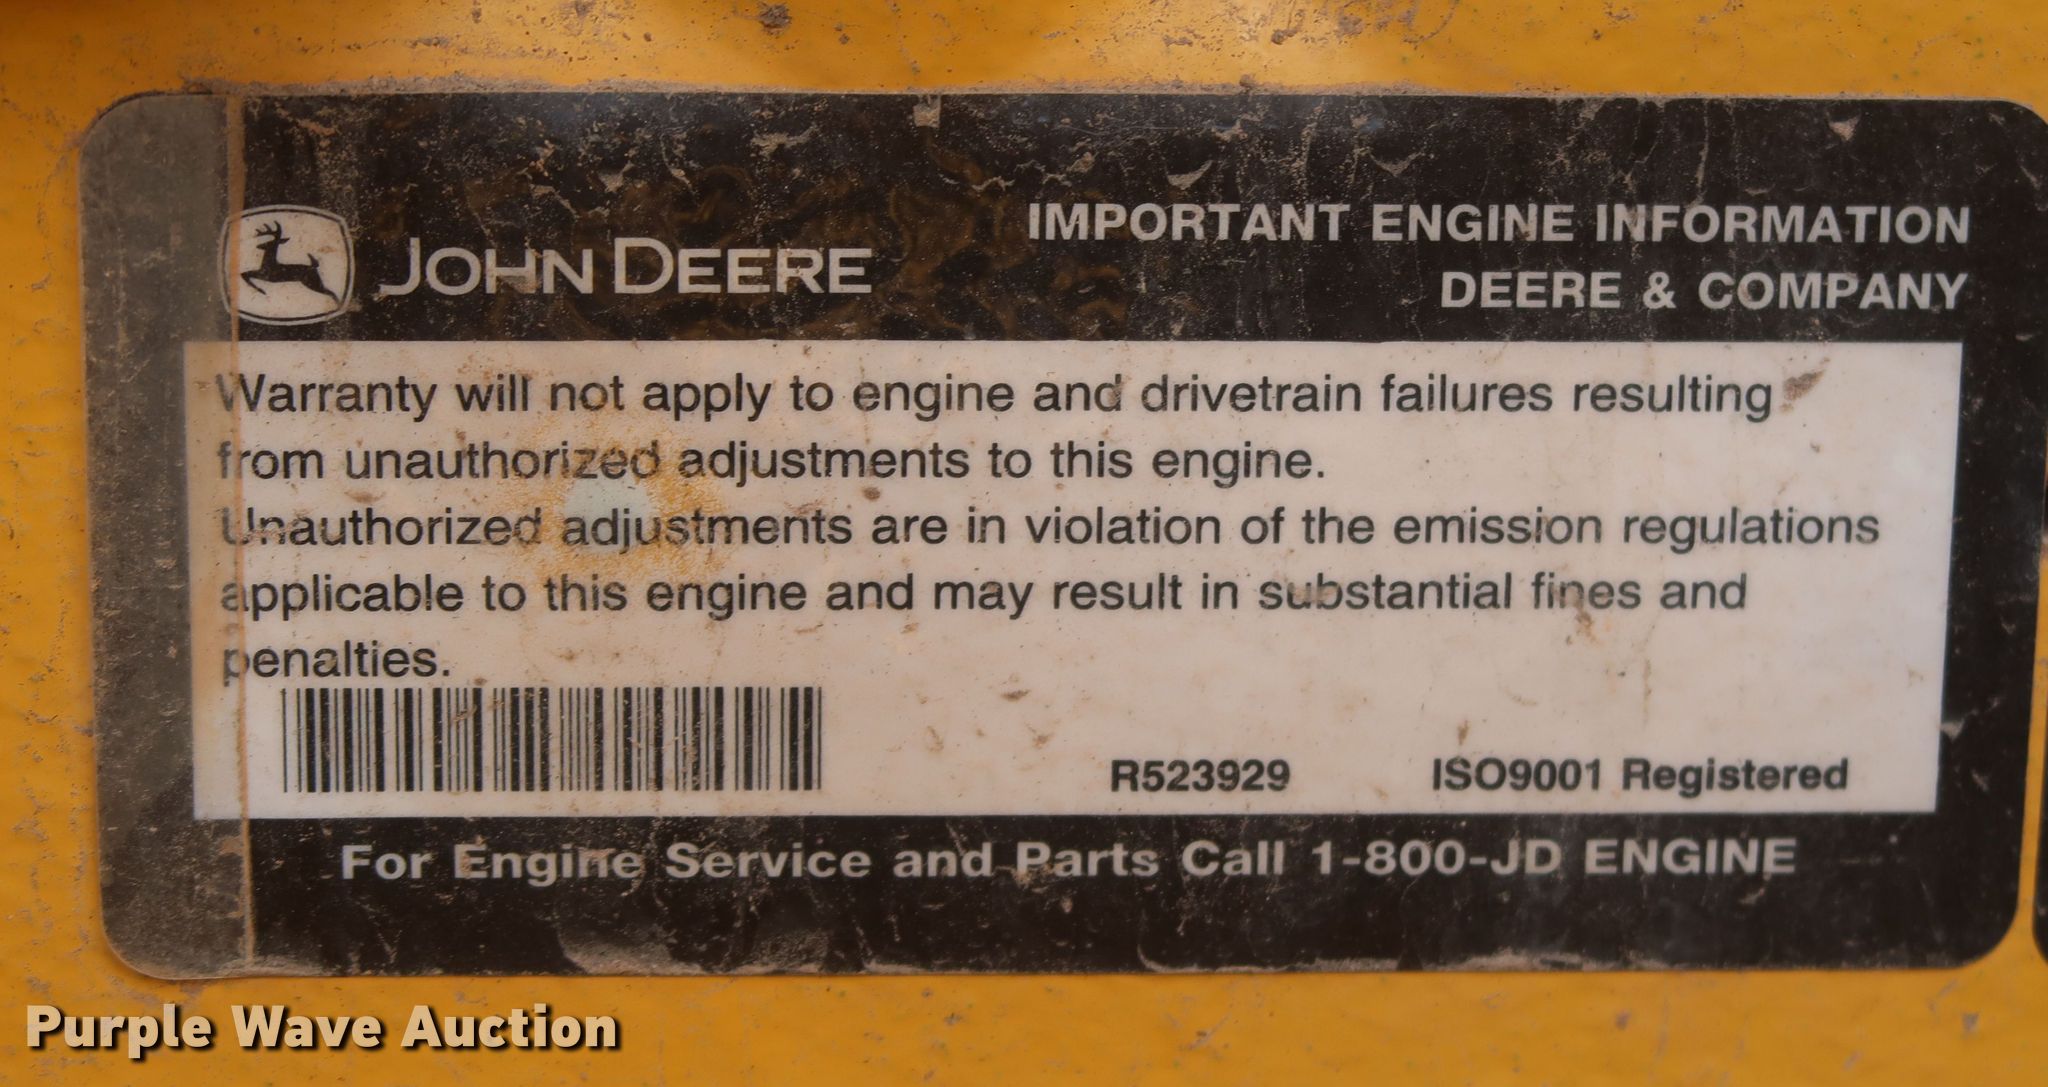 JOHN DEERE
IMPORTANT ENGINE INFORMATION
DEERE & COMPANY
Warranty will not apply to engine and drivetrain failures resulting
from unauthorized adjustments to this engine.
Unauthorized adjustments are in violation of the emission regulations
applicable to this engine and may result in substantial fines and
penalties.
R523929 ISO9001 Registered
For Engine Service and Parts Call 1-800-JD ENGINE
Purple Wave Auction